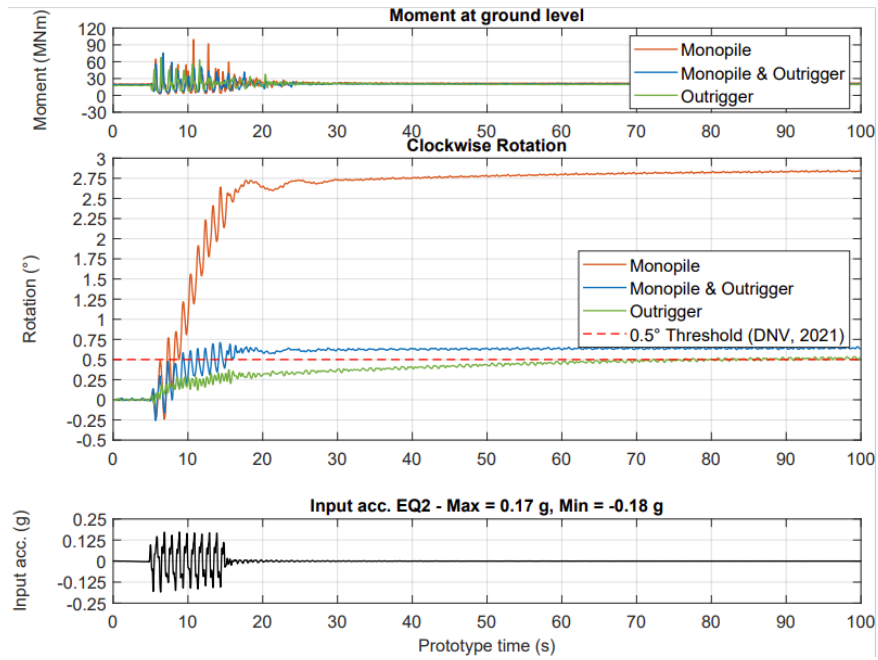 Moment at ground level
Moment (MNm)
120
90
60
30
0
-30
Monopile
Monopile & Outrigger
Outrigger
0 10 20 30 40 50 60 70 80 90 100
Clockwise Rotation
Rotation (°)
3
2.75
2.5
2.25
2
1.75
1.5
1.25
1
0.75
0.5
0.25
0
-0.25
-0.5
Monopile
Monopile & Outrigger
Outrigger
0.5° Threshold (DNV, 2021)
0 10 20 30 40 50 60 70 80 90 100
Input acc. EQ2 - Max = 0.17 g, Min = -0.18 g
Input acc. (g)
0.25
0.125
0
-0.125
-0.25
0 10 20 30 40 50 60 70 80 90 100
Prototype time (s)